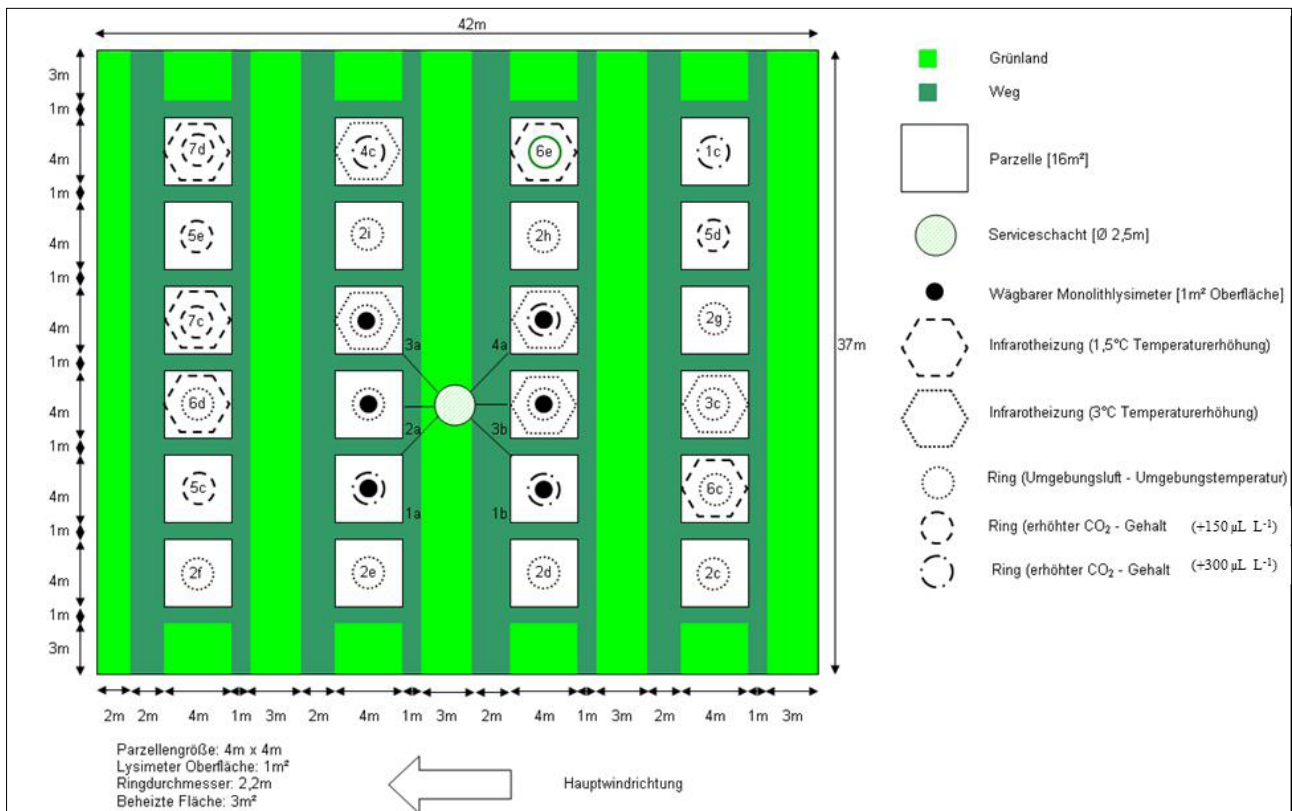 42m
3m
1m
4m
1m
4m
1m
4m
1m
4m
1m
4m
1m
4m
1m
3m
7d
4c
6e
1c
5e
2i
2h
5d
7c
2g
3a
4a
6d
3c
2a
3b
5c
6c
1a
1b
2f
2e
2d
2c
37m
2m 2m 4m 1m 3m 2m 4m 1m 3m 2m 4m 1m 3m 2m 4m 1m 3m
Parzellengröße: 4m x 4m
Lysimeter Oberfläche: 1m²
Ringdurchmesser: 2,2m
Beheizte Fläche: 3m²
Hauptwindrichtung
Grünland
Weg
Parzelle [16m²]
Serviceschacht [Ø 2,5m]
Wägbarer Monolithlysimeter [1m² Oberfläche]
Infrarotheizung (1,5°C Temperaturerhöhung)
Infrarotheizung (3°C Temperaturerhöhung)
Ring (Umgebungsluft - Umgebungstemperatur)
Ring (erhöhter CO₂ - Gehalt (+150 µL L⁻¹)
Ring (erhöhter CO₂ - Gehalt (+300 µL L⁻¹)